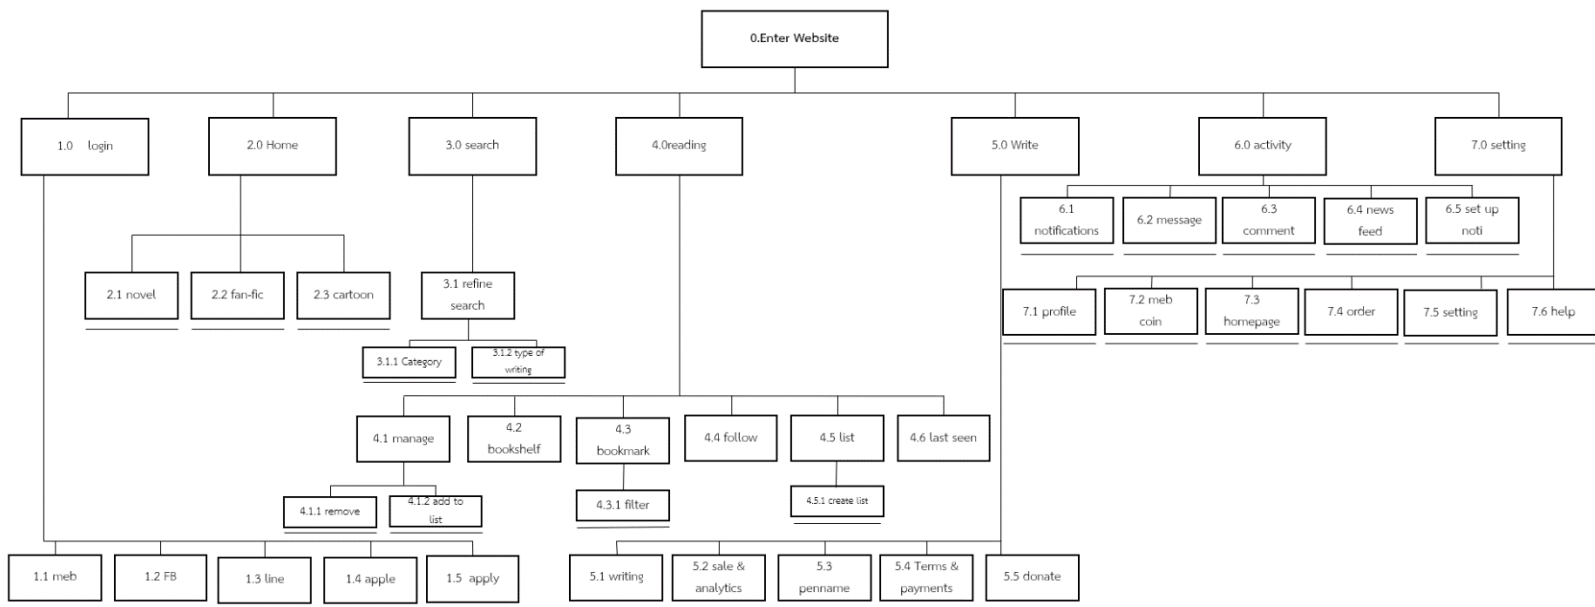 0.Enter Website
1.0 login
2.0 Home
3.0 search
4.0reading
5.0 Write
6.0 activity
7.0 setting
6.1
notifications
6.2 message
6.3
comment
6.4 news
feed
6.5 set up
noti
2.1 novel
2.2 fan-fic
2.3 cartoon
3.1 refine
search
7.1 profile
7.2 meb
coin
7.3
homepage
7.4 order
7.5 setting
7.6 help
3.1.1 Category
3.1.2 type of
writing
4.1 manage
4.2
bookshelf
4.3
bookmark
4.4 follow
4.5 list
4.6 last seen
4.1.1 remove
4.1.2 add to
list
4.3.1 filter
4.5.1 create list
1.1 meb
1.2 FB
1.3 line
1.4 apple
1.5 apply
5.1 writing
5.2 sale &
analytics
5.3
penname
5.4 Terms &
payments
5.5 donate